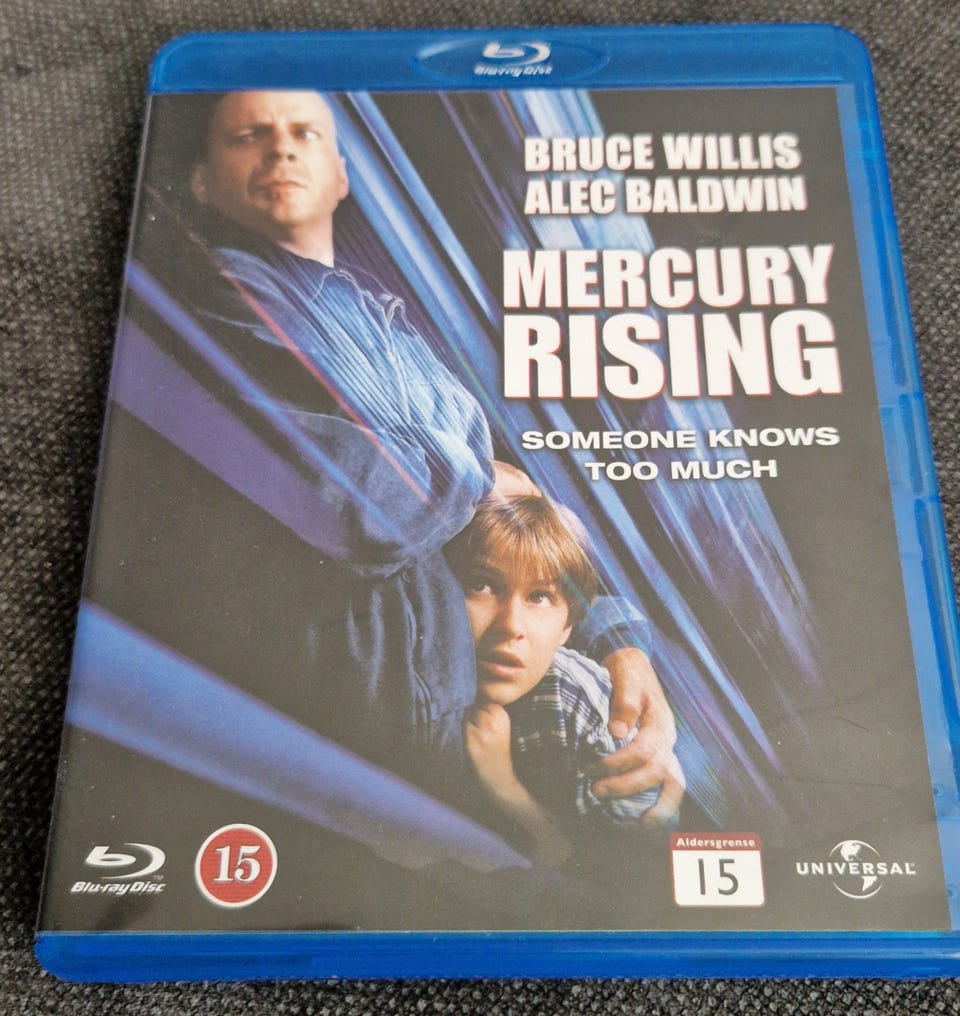 Blu-ray Disc
BRUCE WILLIS
ALEC BALDWIN
MERCURY
RISING
SOMEONE KNOWS
TOO MUCH
Blu-ray Disc
TM
15
Aldersgrense
15
UNIVERSAL